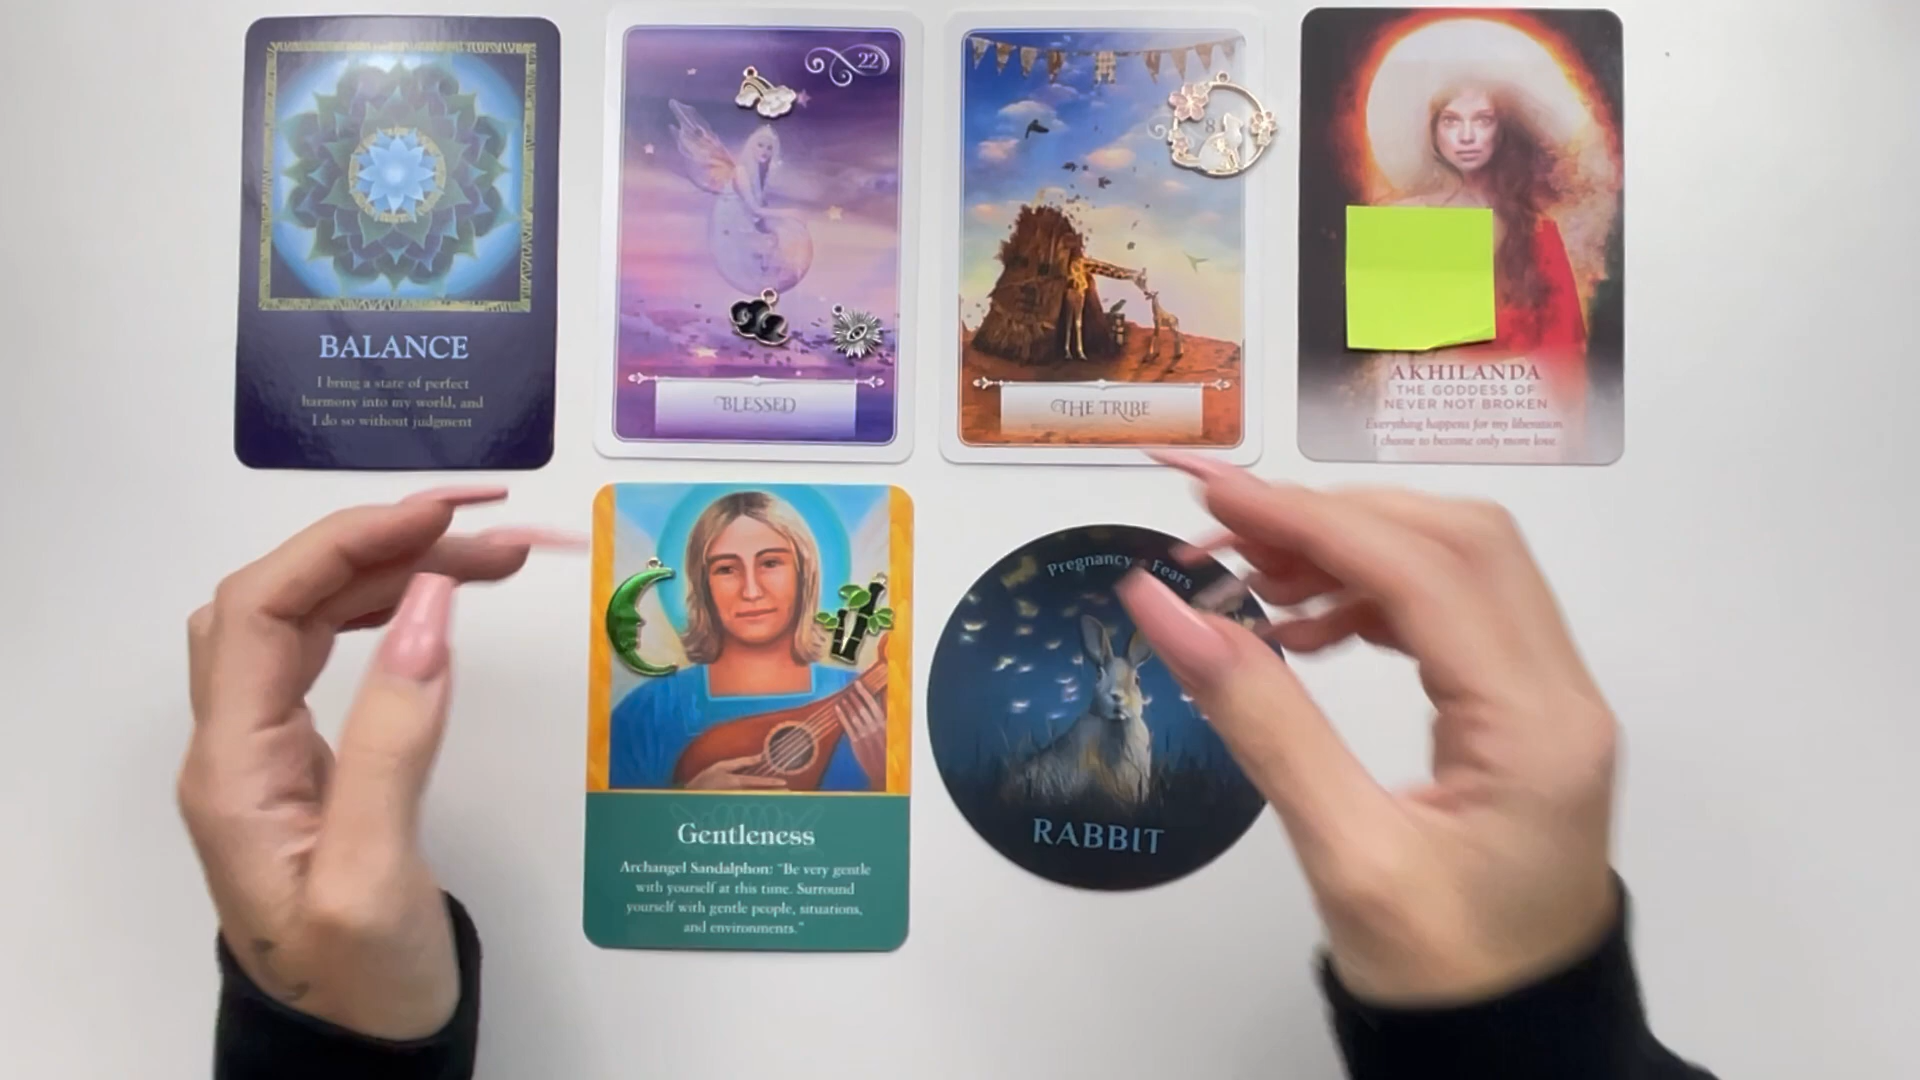 BALANCE
I bring a state of perfect
harmony into my world, and
I do so without judgment
22
BLESSED
8
THE TRIBE
AKHILANDA
THE GODDESS OF
NEVER NOT BROKEN
Everything happens for my liberation
I choose to become only more love
Gentleness
Archangel Sandalphon: "Be very gentle
with yourself at this time. Surround
yourself with gentle people, situations,
and environments."
Pregnancy • Fears
RABBIT